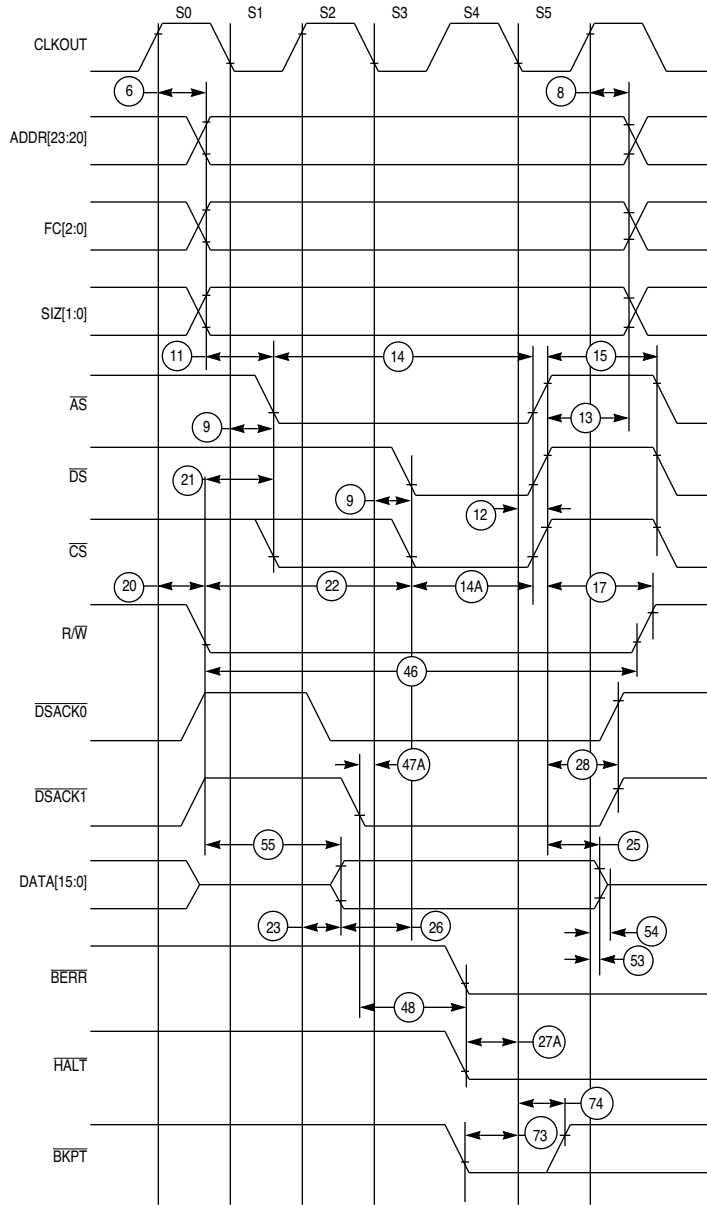 S0 S1 S2 S3 S4 S5
CLKOUT
6 8
ADDR[23:20]
FC[2:0]
SIZ[1:0]
11 14 15
AS
9 13
DS
21 9 12
CS
20 22 14A 17
R/W
46
DSACK0
47A 28
DSACK1
55 25
DATA[15:0]
23 26 54
53
BERR
48
27A
HALT
74
73
BKPT